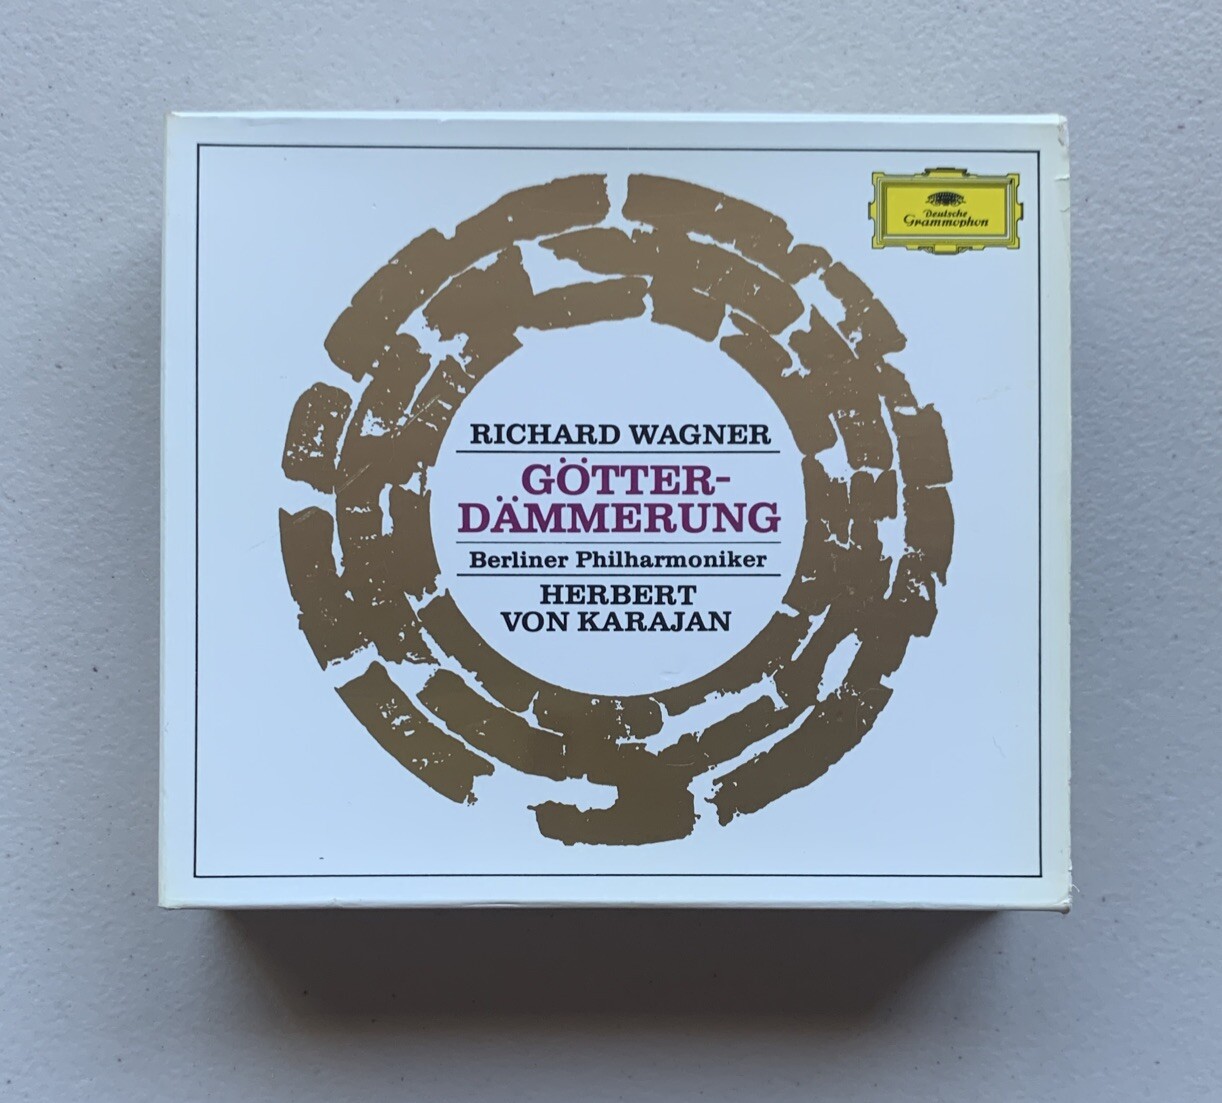 Deutsche
Grammophon
RICHARD WAGNER
GÖTTER-
DÄMMERUNG
Berliner Philharmoniker
HERBERT
VON KARAJAN